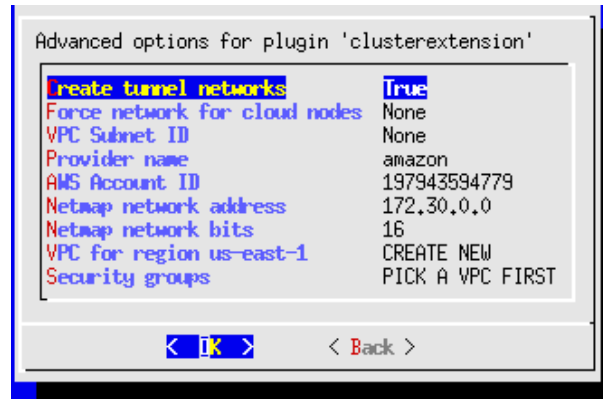 Advanced options for plugin 'clusterextension'
Create tunnel networks True
Force network for cloud nodes None
VPC Subnet ID None
Provider name amazon
AWS Account ID 197943594779
Netmap network address 172.30.0.0
Netmap network bits 16
VPC for region us-east-1 CREATE NEW
Security groups PICK A VPC FIRST
< OK > < Back >